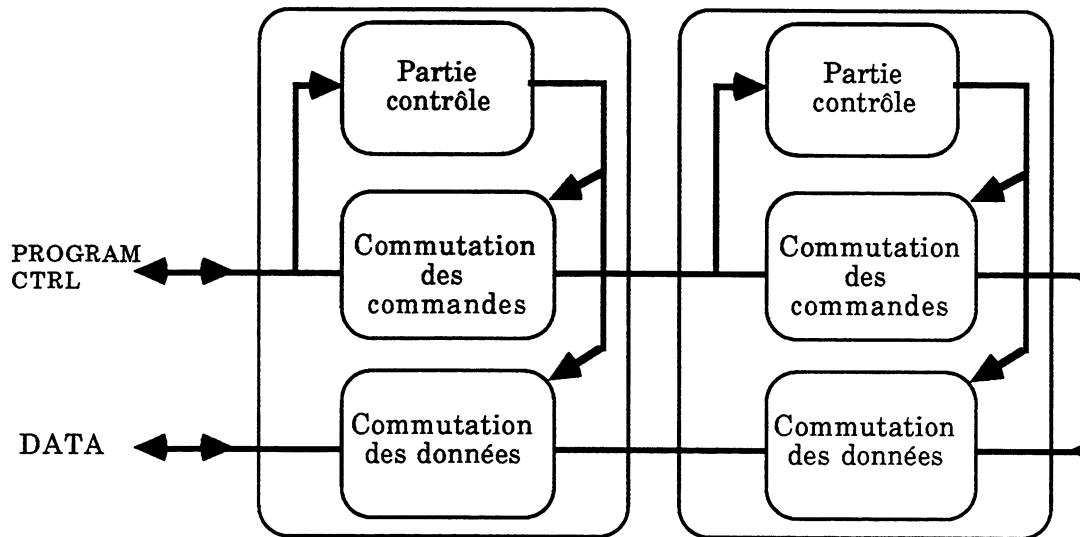 Partie
contrôle
Partie
contrôle
PROGRAM
CTRL
Commutation
des
commandes
Commutation
des
commandes
DATA
Commutation
des données
Commutation
des données